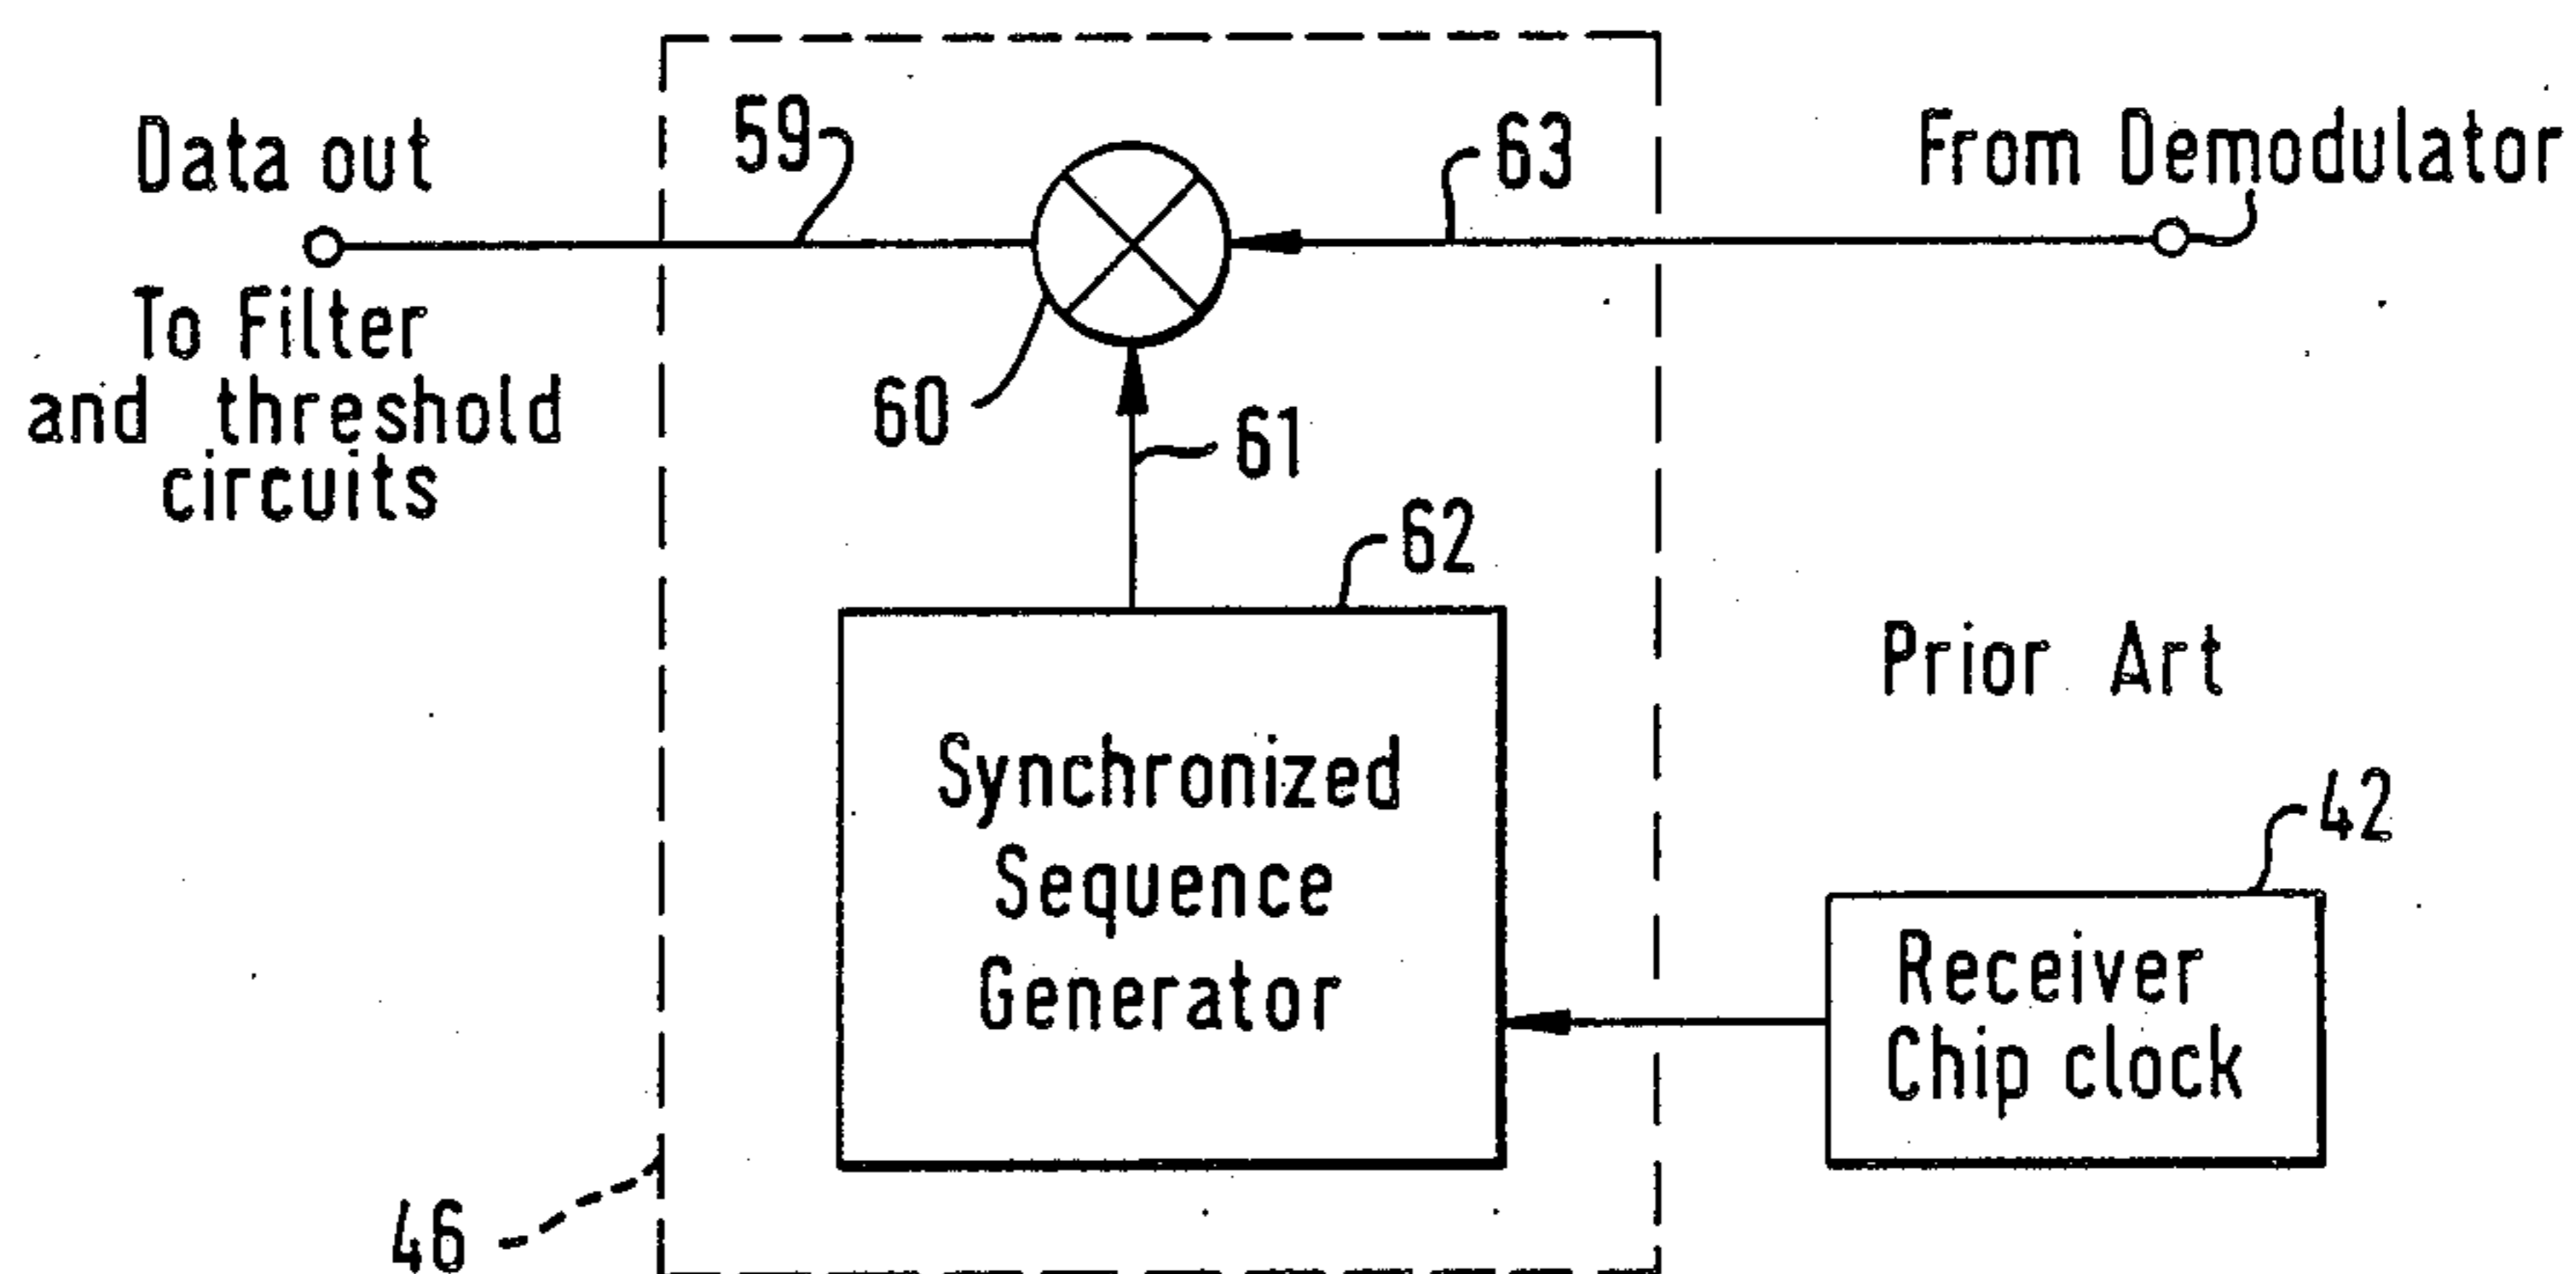 Data out
To Filter
and threshold
circuits
59
63
From Demodulator
60
61
62
Synchronized
Sequence
Generator
Prior Art
42
Receiver
Chip clock
46